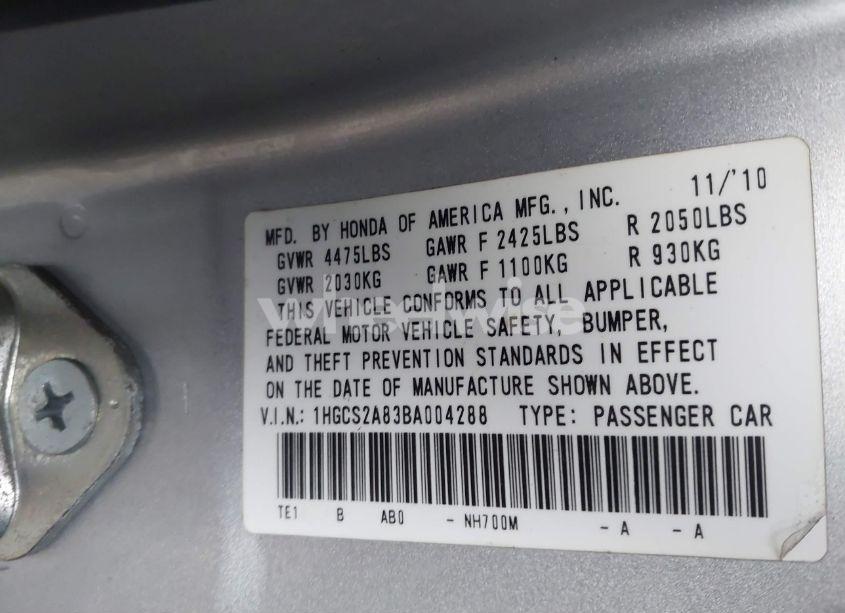 11/'10
MFD. BY HONDA OF AMERICA MFG., INC.
GVWR 4475LBS GAWR F 2425LBS R 2050LBS
GVWR 2030KG GAWR F 1100KG R 930KG
THIS VEHICLE CONFORMS TO ALL APPLICABLE
FEDERAL MOTOR VEHICLE SAFETY, BUMPER,
AND THEFT PREVENTION STANDARDS IN EFFECT
ON THE DATE OF MANUFACTURE SHOWN ABOVE.
V.I.N.: 1HGCS2A83BA004288 TYPE: PASSENGER CAR
TE1 B AB0 - NH700M - A - A
wheelwise